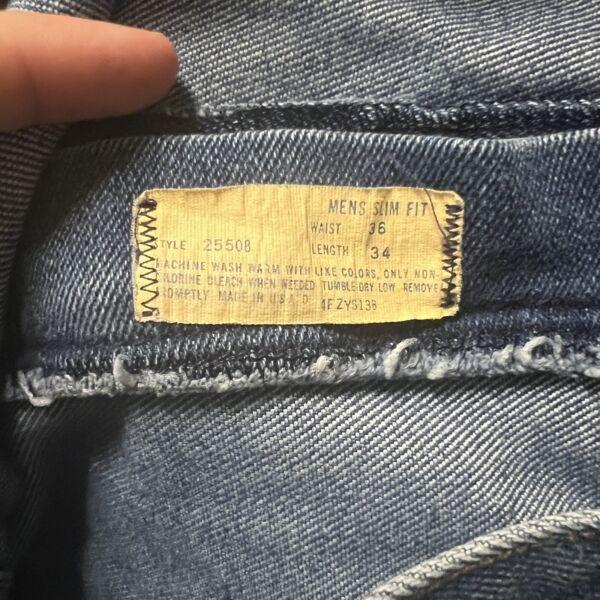 MENS SLIM FIT
WAIST 36
STYLE 25508 LENGTH 34
MACHINE WASH WARM WITH LIKE COLORS, ONLY NON-
CHLORINE BLEACH WHEN NEEDED TUMBLE DRY LOW REMOVE
PROMPTLY MADE IN U.S.A. D 4FZYS13B